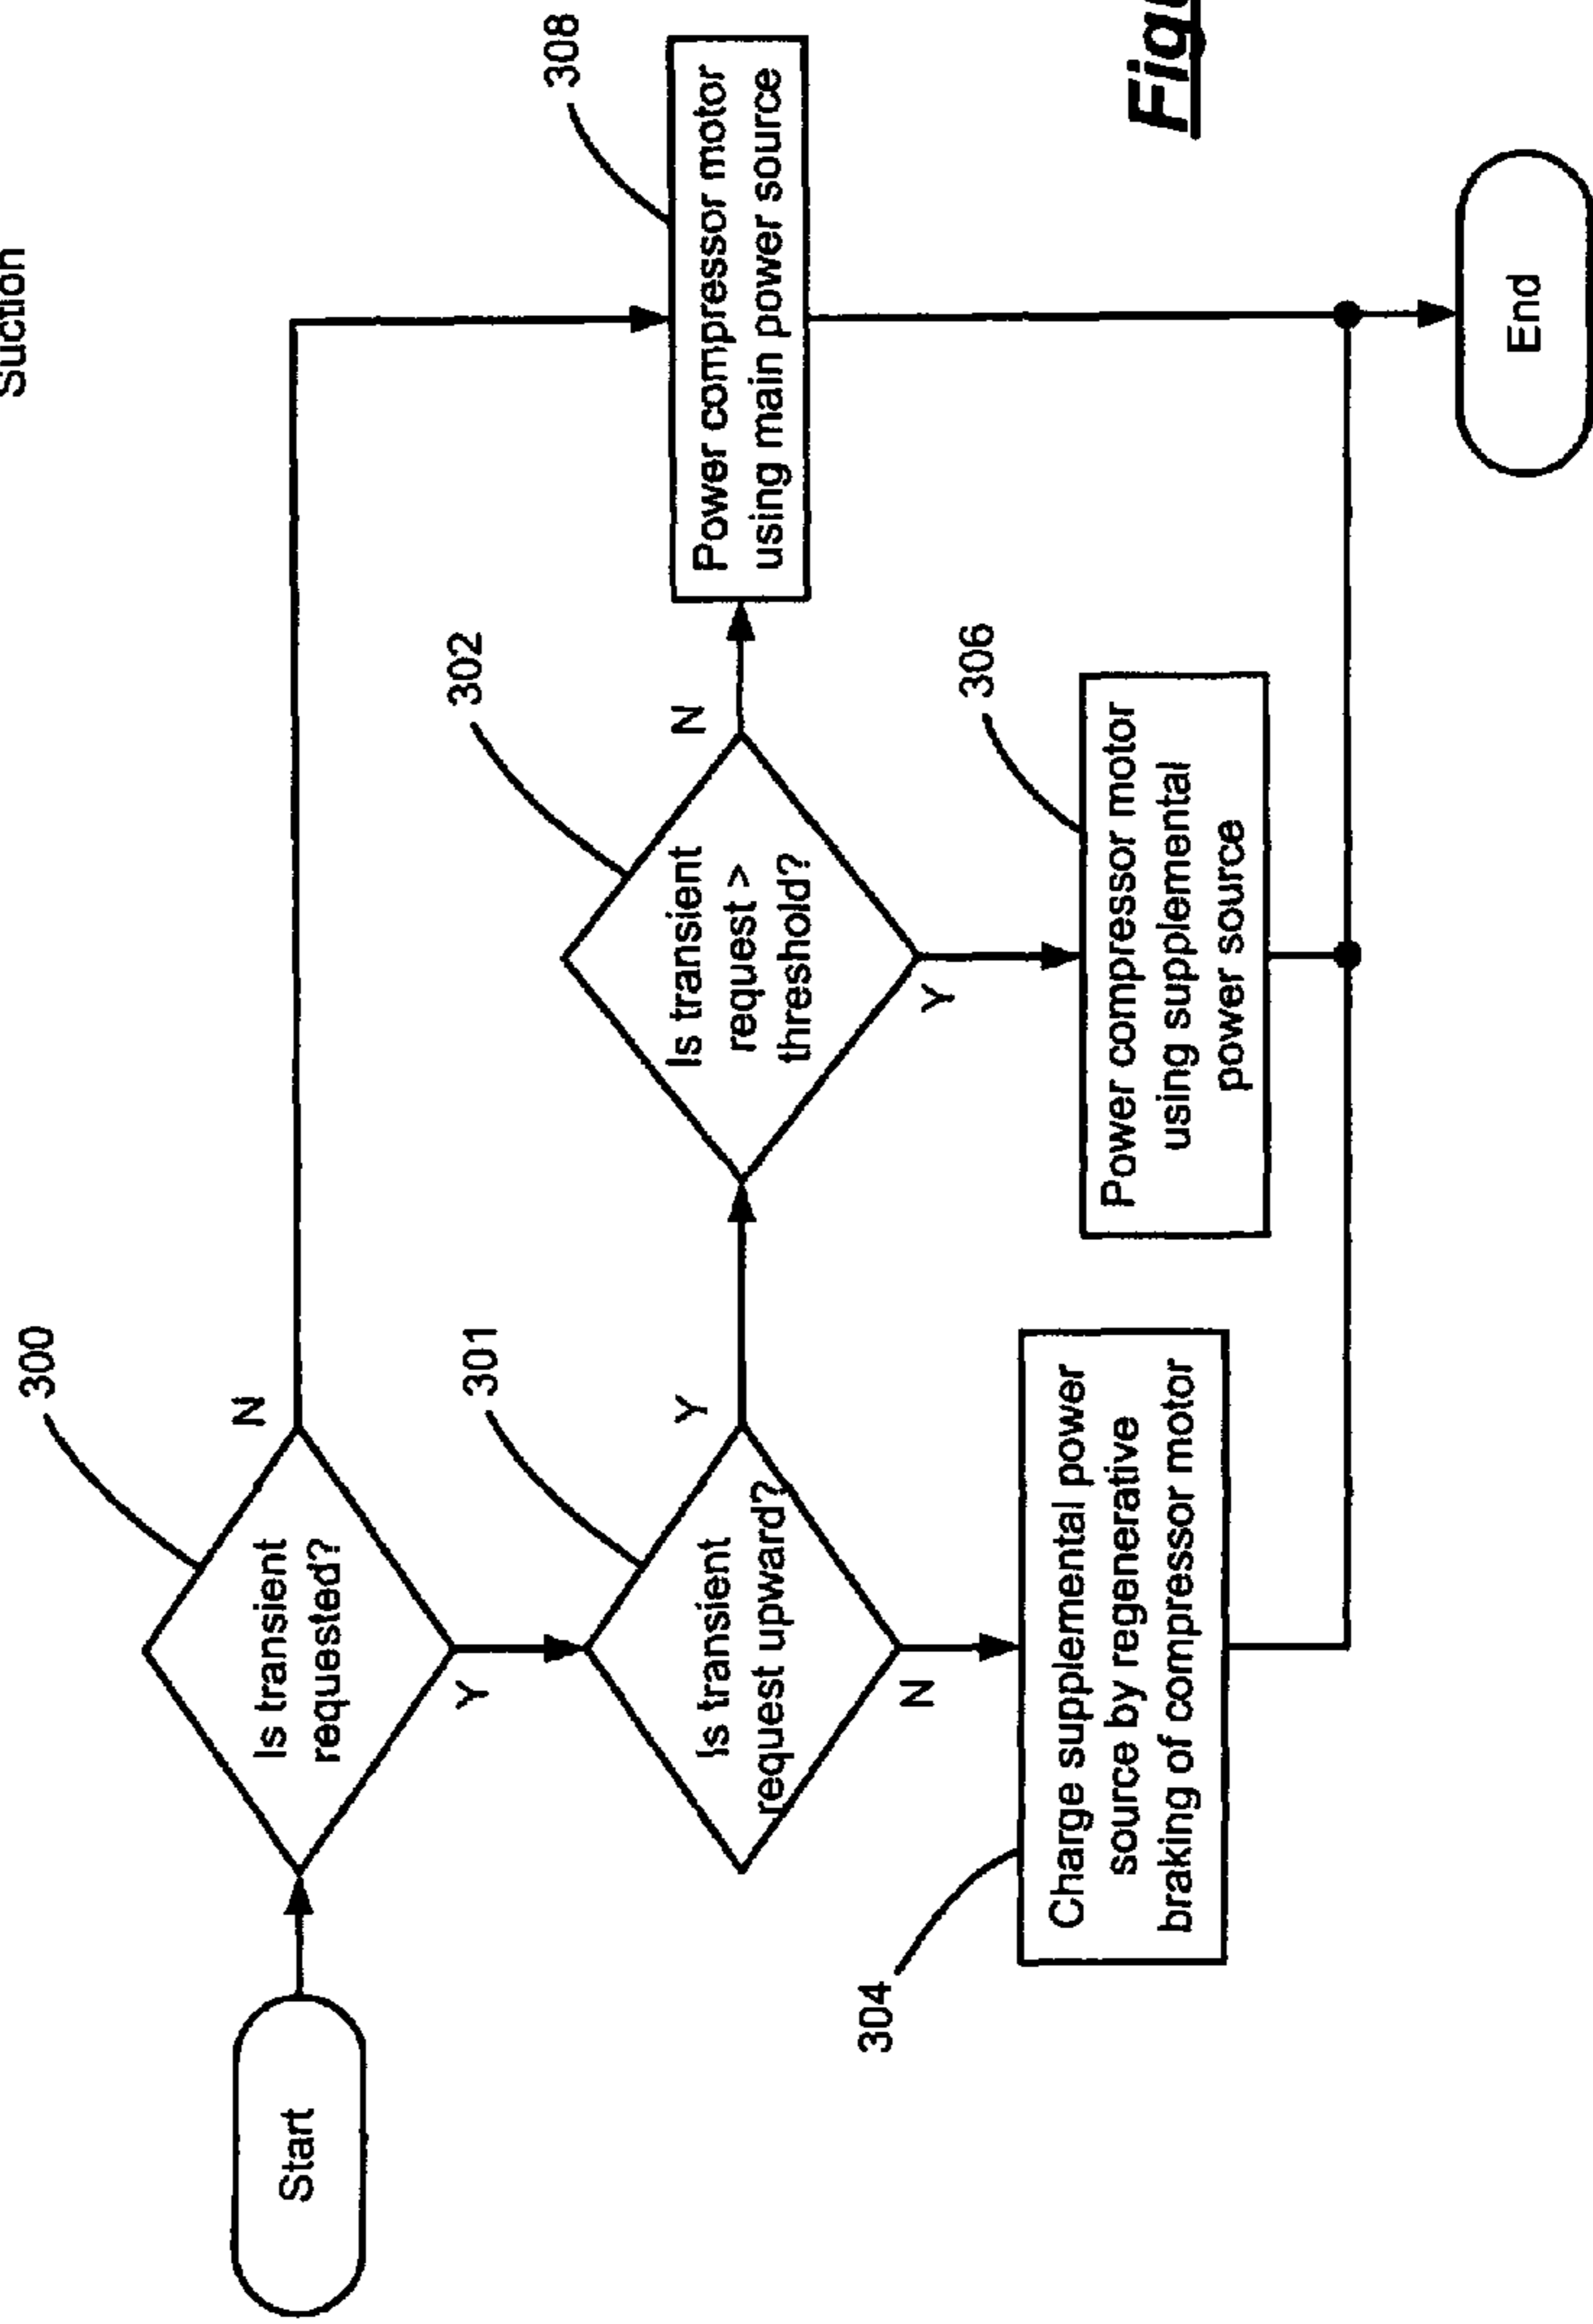 Suction
Start
300
Is transient
requested?
N
Y
301
Is transient
request upward?
Y
N
302
Is transient
request >
threshold?
N
Y
308
Power compressor motor
using main power source
304
Charge supplemental power
source by regenerative
braking of compressor motor
306
Power compressor motor
using supplemental
power source
End